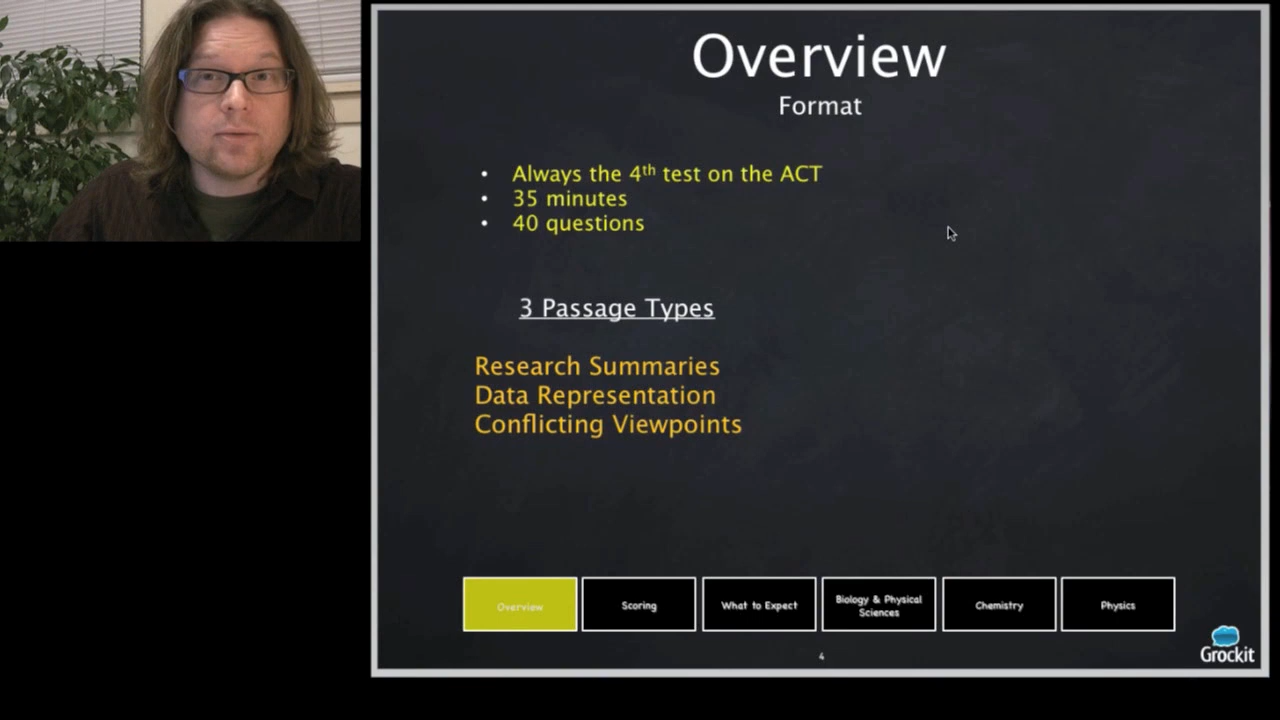 Overview
Format
• Always the 4th test on the ACT
• 35 minutes
• 40 questions
3 Passage Types
Research Summaries
Data Representation
Conflicting Viewpoints
Overview
Scoring
What to Expect
Biology & Physical
Sciences
Chemistry
Physics
4
Grockit